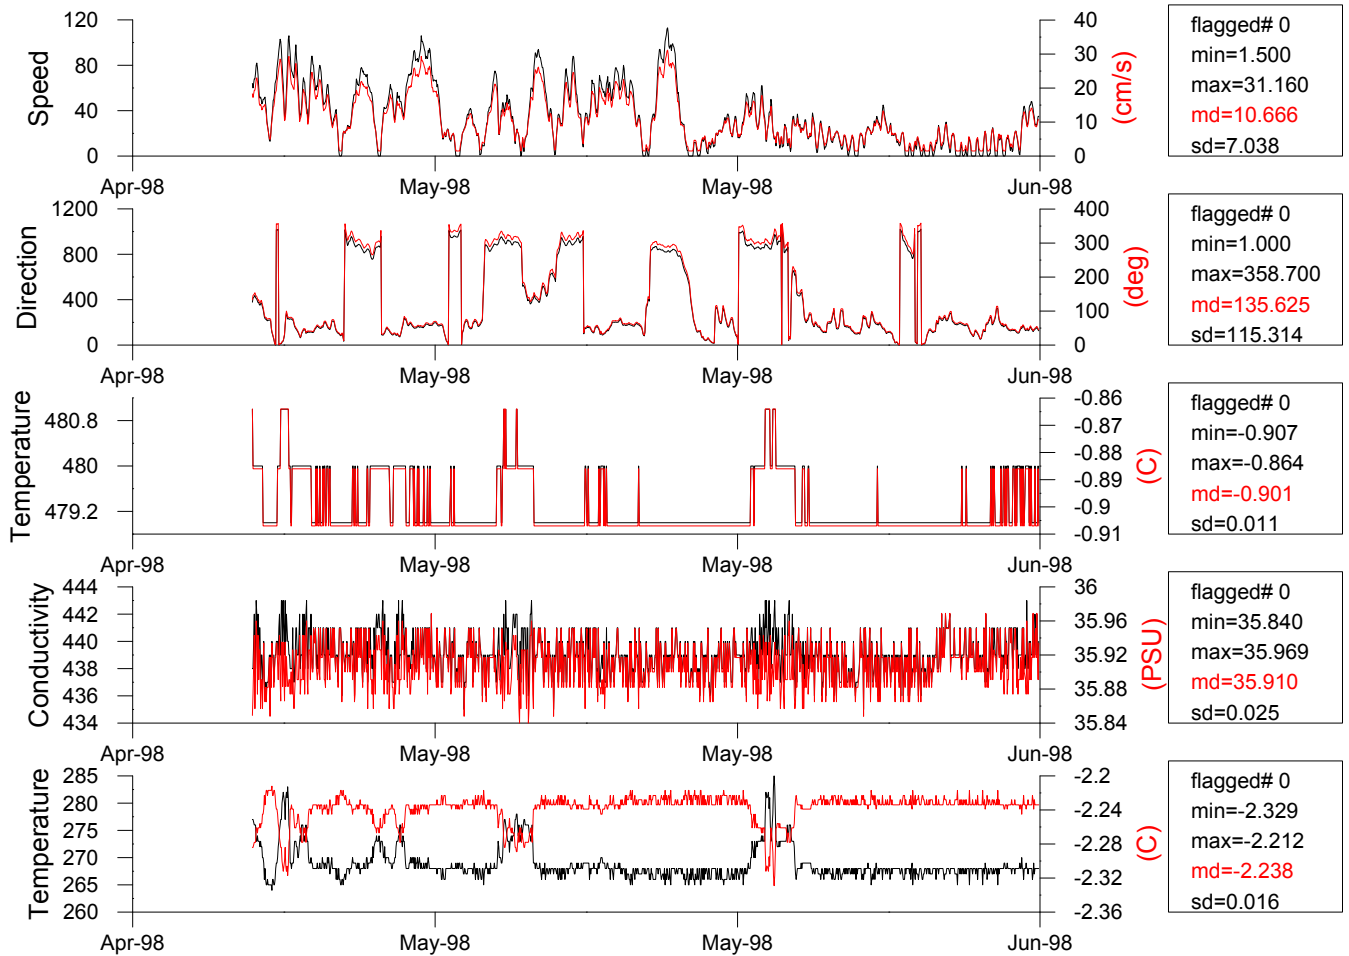 Speed
120
80
40
0
40
30
20
10
0
(cm/s)
Apr-98 May-98 May-98 Jun-98
flagged# 0
min=1.500
max=31.160
md=10.666
sd=7.038
Direction
1200
800
400
0
400
300
200
100
0
(deg)
Apr-98 May-98 May-98 Jun-98
flagged# 0
min=1.000
max=358.700
md=135.625
sd=115.314
Temperature
480.8
480
479.2
-0.86
-0.87
-0.88
-0.89
-0.9
-0.91
(C)
Apr-98 May-98 May-98 Jun-98
flagged# 0
min=-0.907
max=-0.864
md=-0.901
sd=0.011
Conductivity
444
442
440
438
436
434
36
35.96
35.92
35.88
35.84
(PSU)
Apr-98 May-98 May-98 Jun-98
flagged# 0
min=35.840
max=35.969
md=35.910
sd=0.025
Temperature
285
280
275
270
265
260
-2.2
-2.24
-2.28
-2.32
-2.36
(C)
Apr-98 May-98 May-98 Jun-98
flagged# 0
min=-2.329
max=-2.212
md=-2.238
sd=0.016